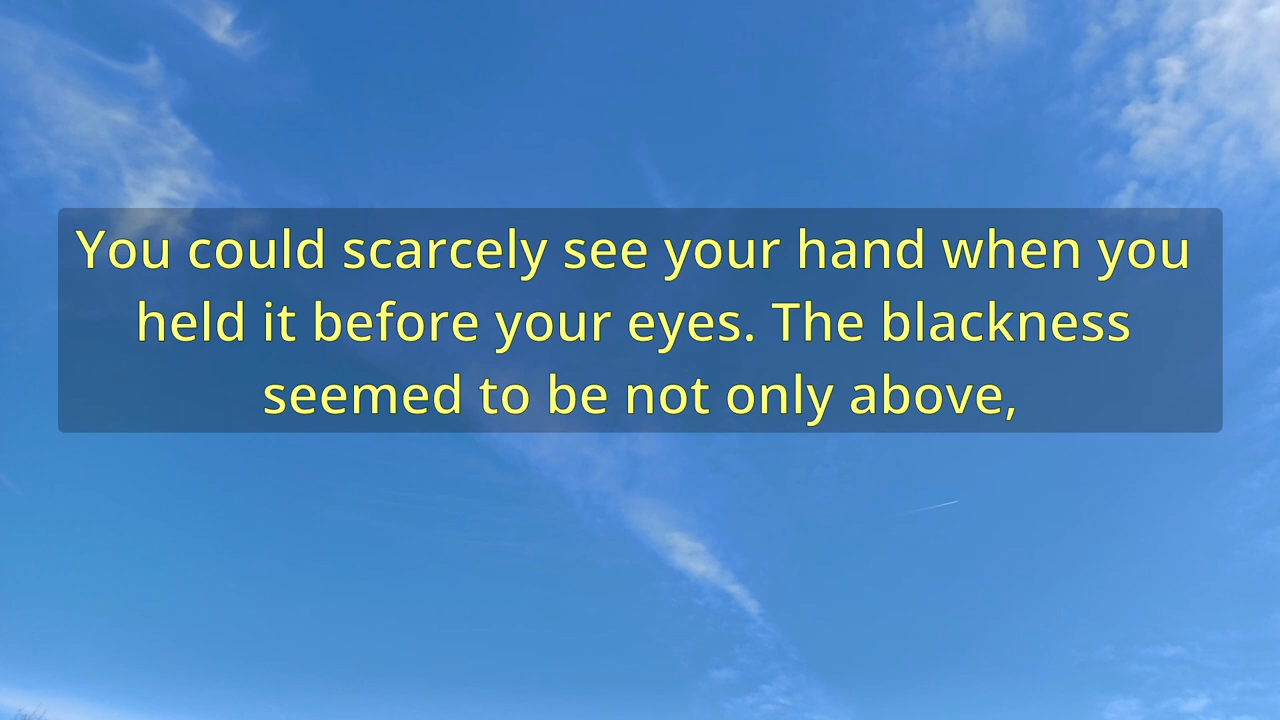 You could scarcely see your hand when you
held it before your eyes. The blackness
seemed to be not only above,